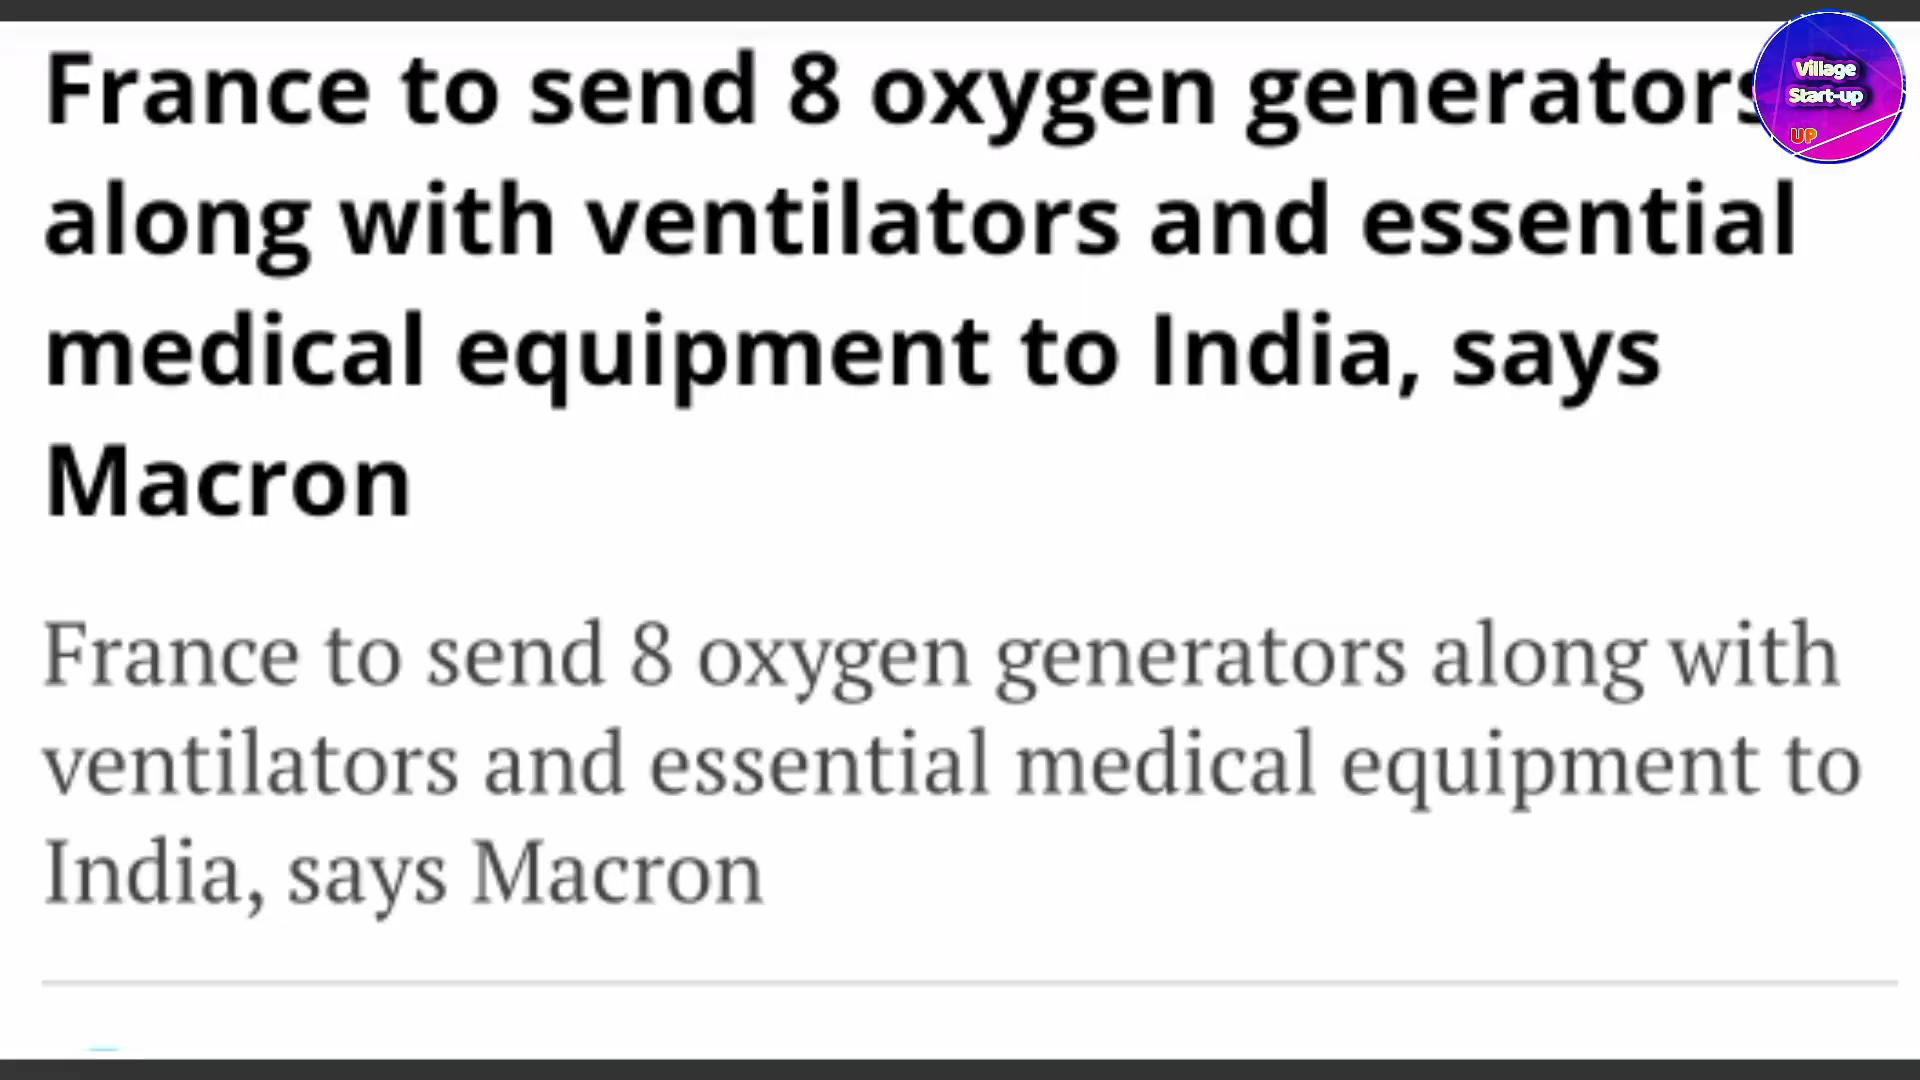 France to send 8 oxygen generators
along with ventilators and essential
medical equipment to India, says
Macron
France to send 8 oxygen generators along with
ventilators and essential medical equipment to
India, says Macron
Village
Start-up
UP